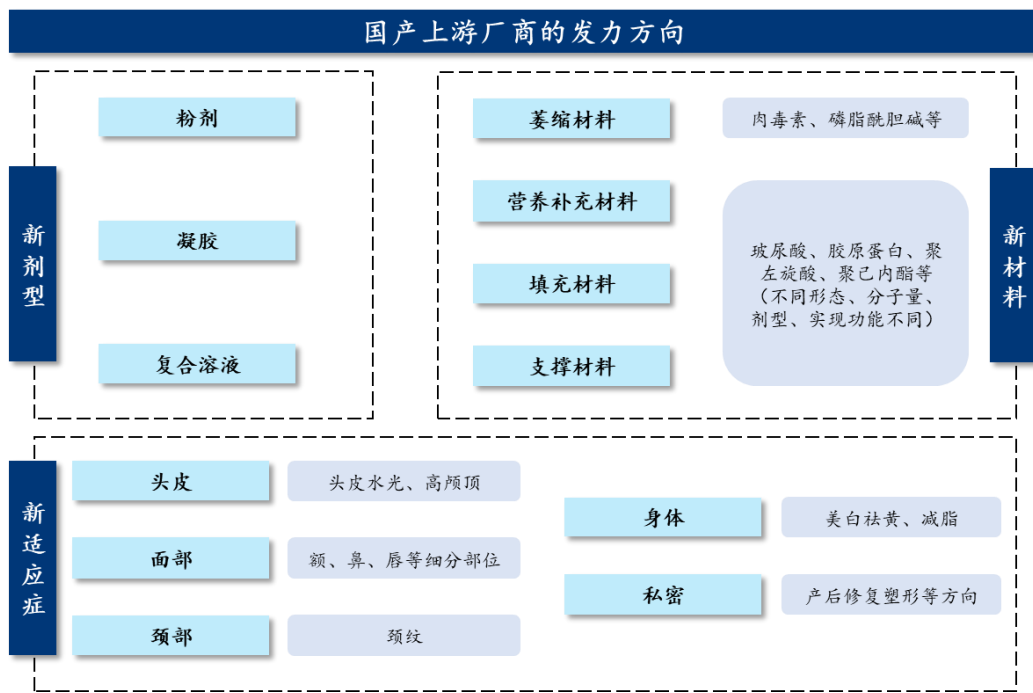 国产上游厂商的发力方向
新剂型
粉剂
凝胶
复合溶液
萎缩材料
肉毒素、磷脂酰胆碱等
营养补充材料
填充材料
支撑材料
玻尿酸、胶原蛋白、聚
左旋酸、聚己内酯等
（不同形态、分子量、
剂型、实现功能不同）
新材料
新适应症
头皮
头皮水光、高颅顶
面部
额、鼻、唇等细分部位
颈部
颈纹
身体
美白祛黄、减脂
私密
产后修复塑形等方向